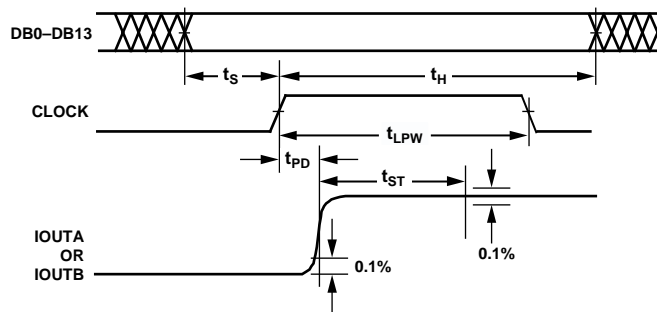 DB0–DB13
tS
tH
CLOCK
tLPW
tPD
tST
IOUTA
OR
IOUTB
0.1%
0.1%